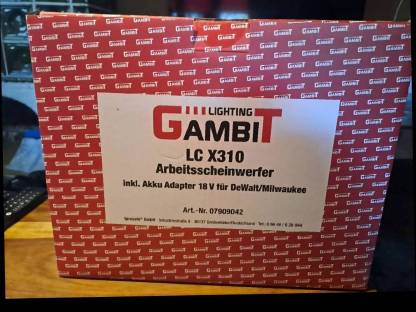 LIGHTING
GAMBIT
LC X310
Arbeitsscheinwerfer
inkl. Akku Adapter 18 V für DeWalt/Milwaukee
Art.-Nr. 07909042